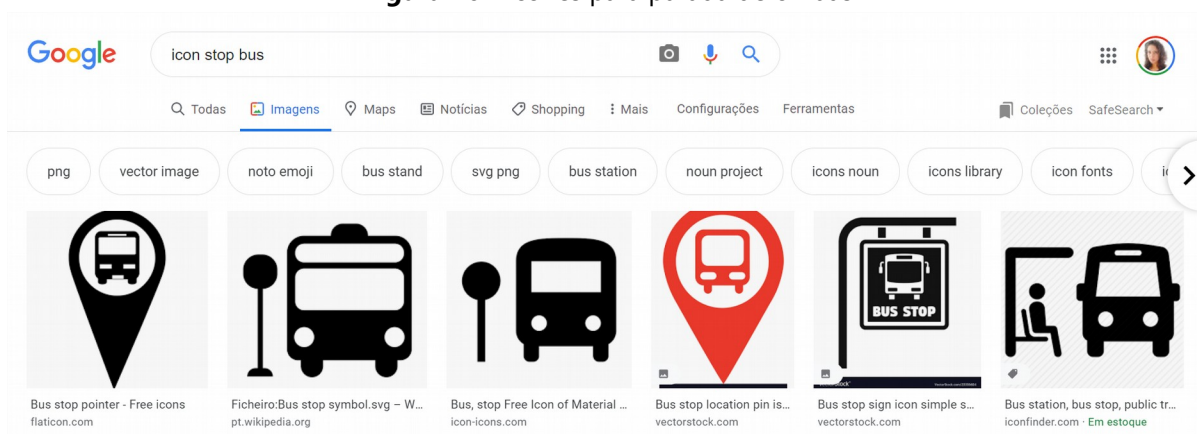 Google
icon stop bus
Todas Imagens Maps Notícias Shopping Mais Configurações Ferramentas Coleções SafeSearch
png vector image noto emoji bus stand svg png bus station noun project icons noun icons library icon fonts
BUS STOP
Bus stop pointer - Free icons
flaticon.com
Ficheiro:Bus stop symbol.svg – W...
pt.wikipedia.org
Bus, stop Free Icon of Material ...
icon-icons.com
Bus stop location pin is...
vectorstock.com
Bus stop sign icon simple s...
vectorstock.com
Bus station, bus stop, public tr...
iconfinder.com · Em estoque